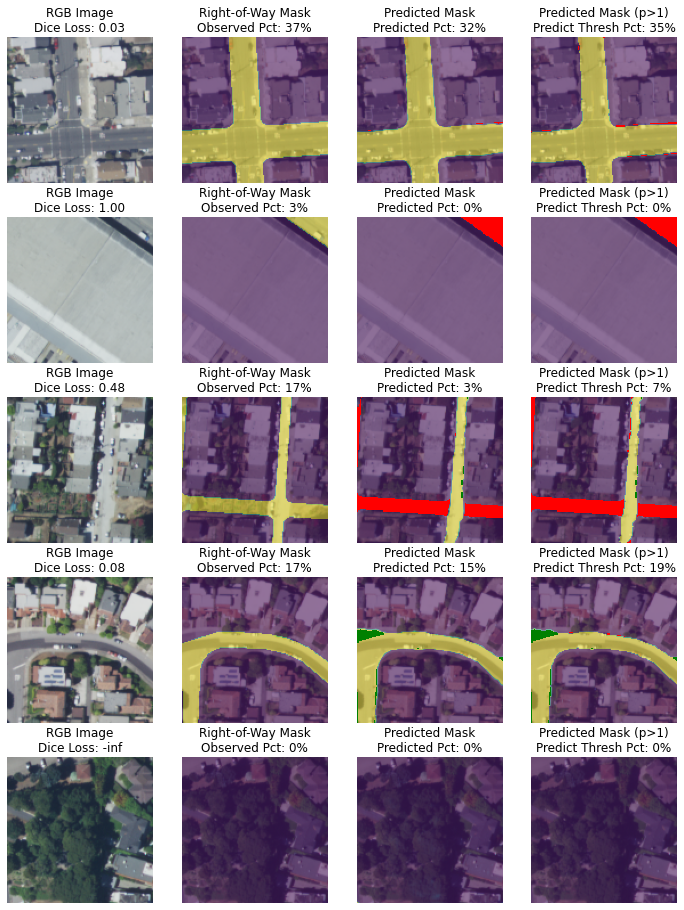 RGB Image
Dice Loss: 0.03
Right-of-Way Mask
Observed Pct: 37%
Predicted Mask
Predicted Pct: 32%
Predicted Mask (p>1)
Predict Thresh Pct: 35%
RGB Image
Dice Loss: 1.00
Right-of-Way Mask
Observed Pct: 3%
Predicted Mask
Predicted Pct: 0%
Predicted Mask (p>1)
Predict Thresh Pct: 0%
RGB Image
Dice Loss: 0.48
Right-of-Way Mask
Observed Pct: 17%
Predicted Mask
Predicted Pct: 3%
Predicted Mask (p>1)
Predict Thresh Pct: 7%
RGB Image
Dice Loss: 0.08
Right-of-Way Mask
Observed Pct: 17%
Predicted Mask
Predicted Pct: 15%
Predicted Mask (p>1)
Predict Thresh Pct: 19%
RGB Image
Dice Loss: -inf
Right-of-Way Mask
Observed Pct: 0%
Predicted Mask
Predicted Pct: 0%
Predicted Mask (p>1)
Predict Thresh Pct: 0%